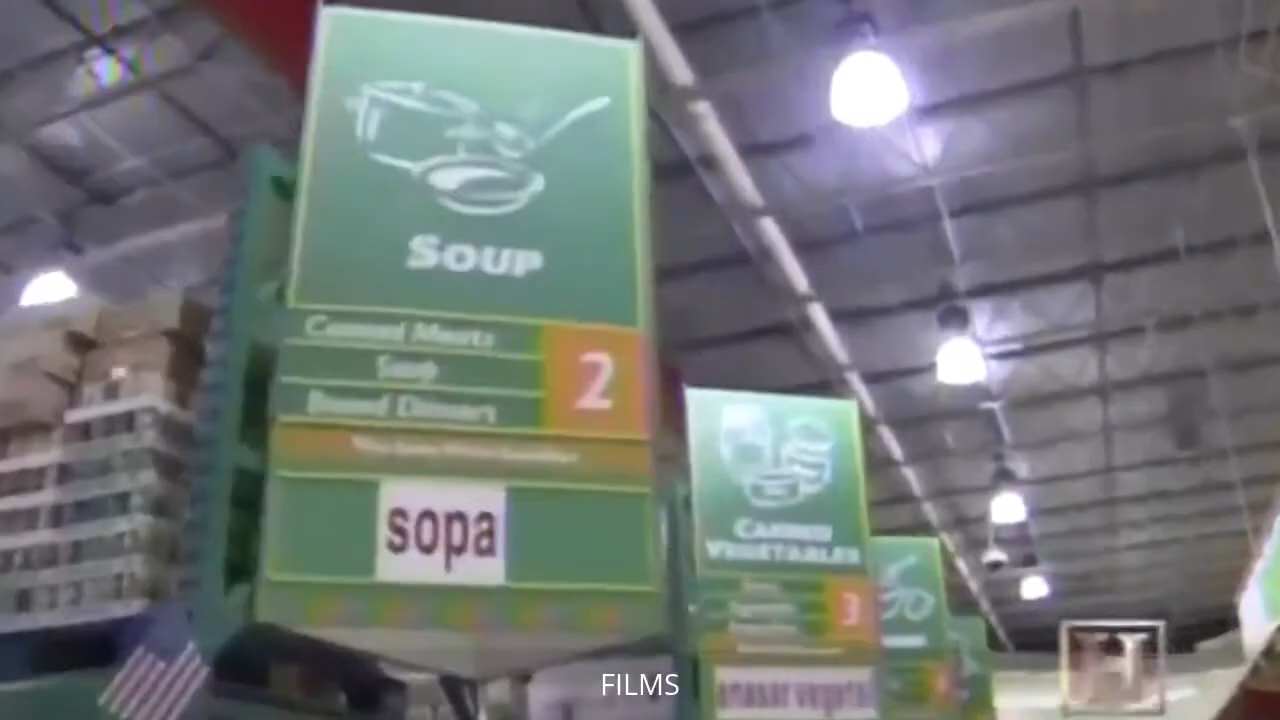 SOUP
Canned Meats
Soup
Boxed Dinners
2
sopa
CANNED
VEGETABLES
3
FILMS
H